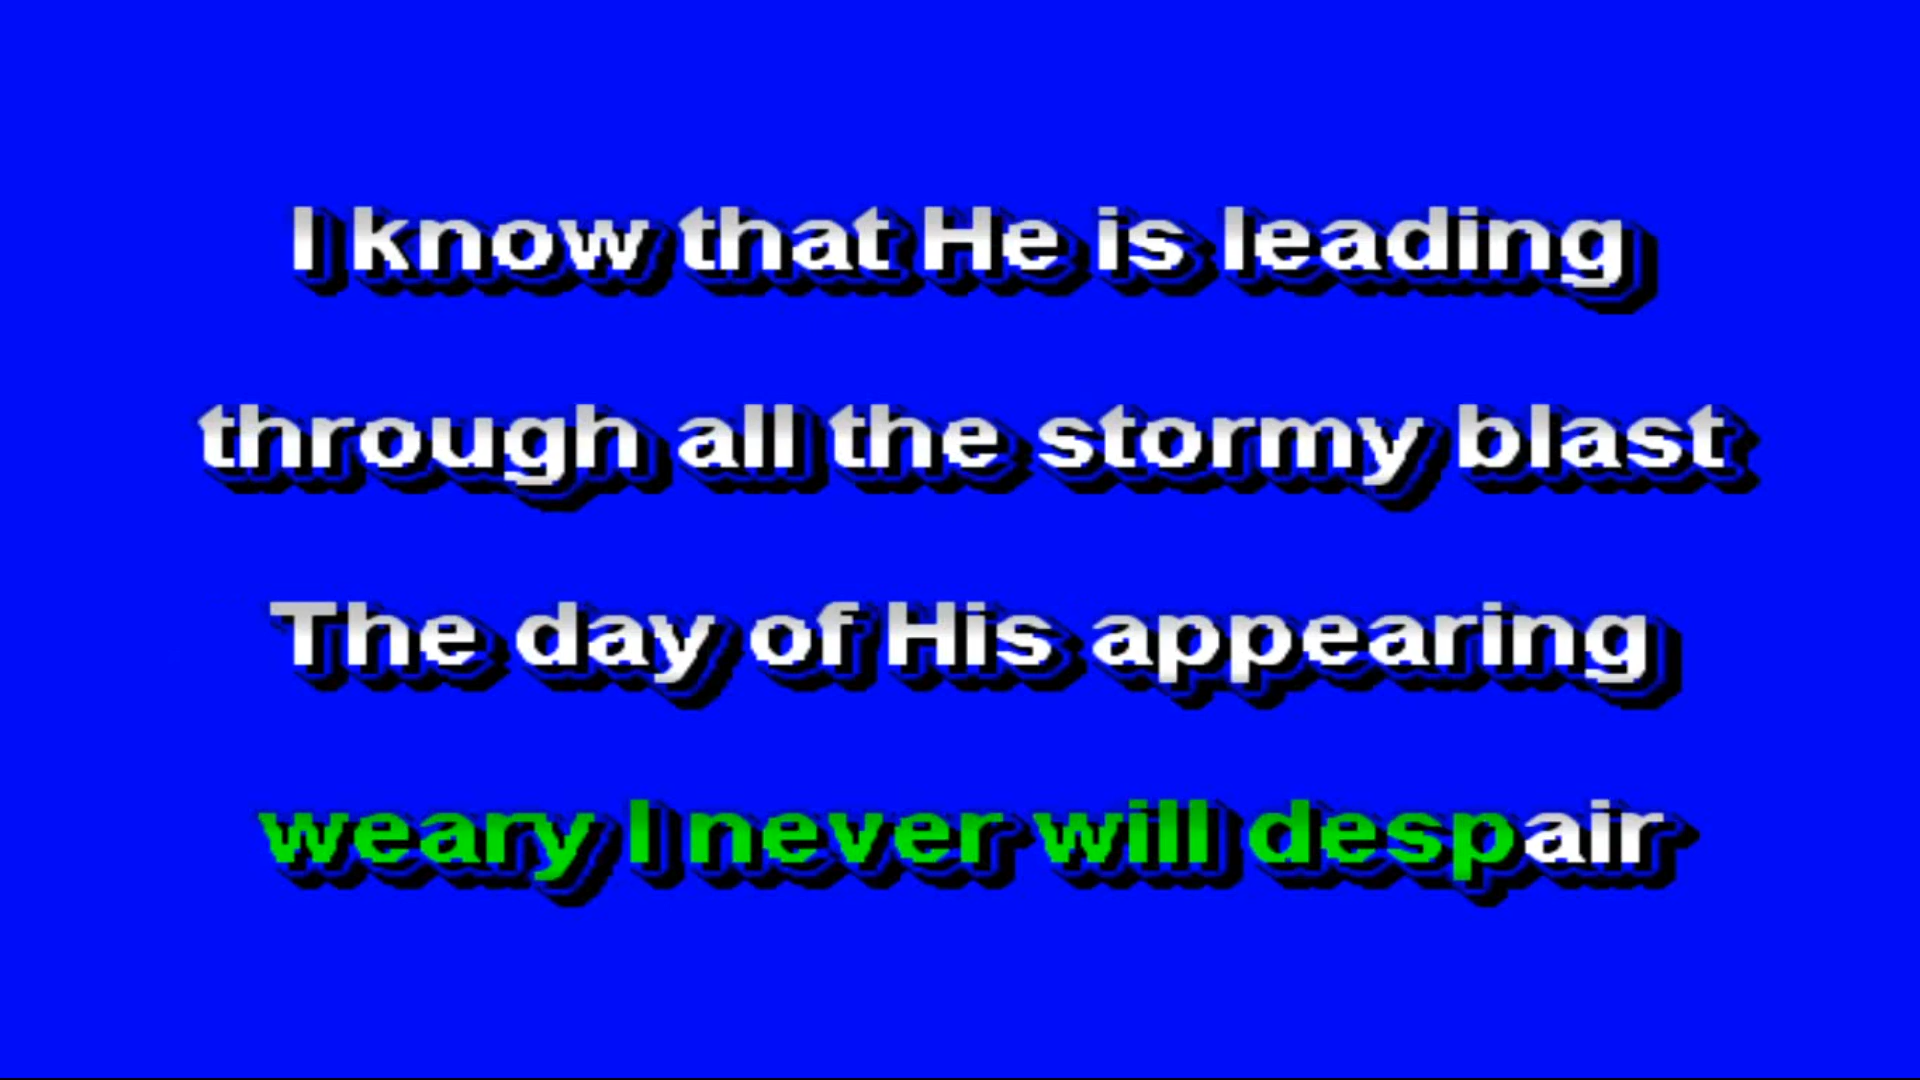 I know that He is leading
through all the stormy blast
The day of His appearing
weary I never will despair